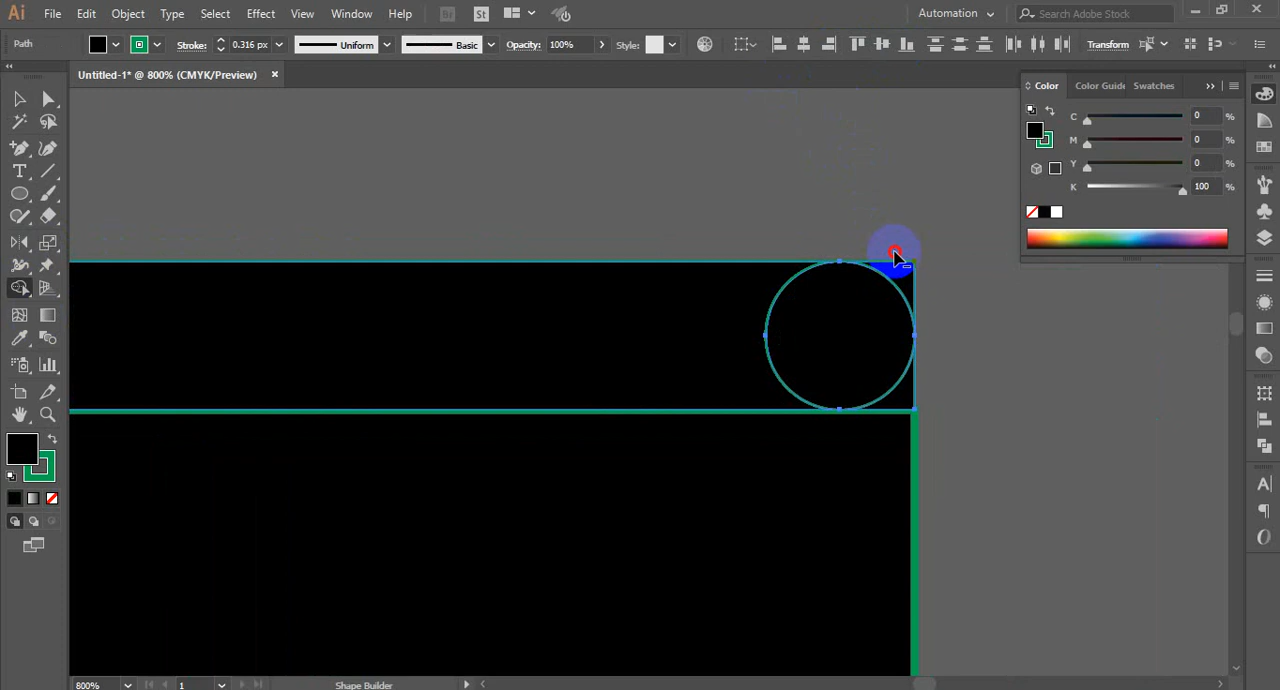 Ai File Edit Object Type Select Effect View Window Help Br St Automation Search Adobe Stock
Path Stroke: 0.316 px Uniform Basic Opacity: 100% Style: Transform
Untitled-1* @ 800% (CMYK/Preview)
Color Color Guide Swatches
C 0 %
M 0 %
Y 0 %
K 100 %
800% 1 Shape Builder